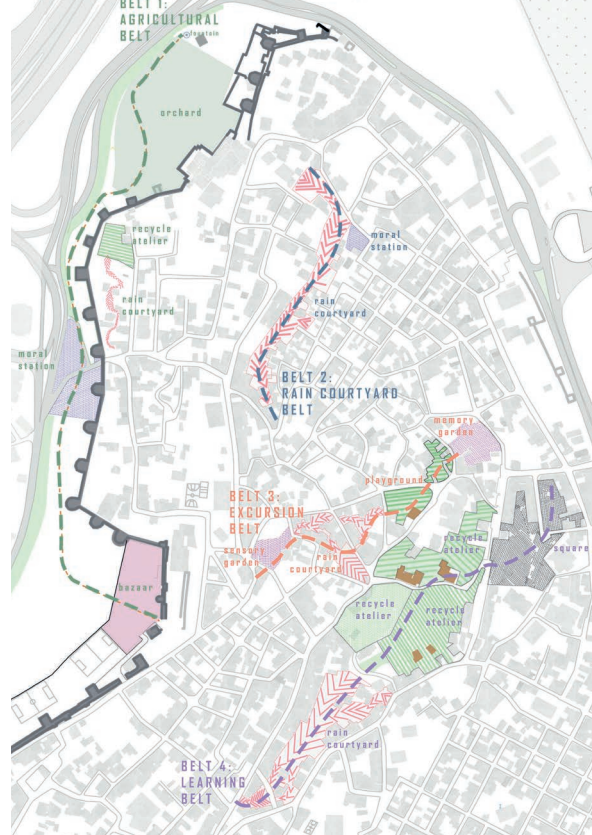 BELT 1:
AGRICULTURAL
BELT
fountain
orchard
recycle
atelier
moral
station
rain
courtyard
rain
courtyard
moral
station
BELT 2:
RAIN COURTYARD
BELT
memory
garden
playground
BELT 3:
EXCURSION
BELT
sensory
garden
rain
courtyard
recycle
atelier
square
bazaar
recycle
atelier
recycle
atelier
rain
courtyard
BELT 4:
LEARNING
BELT